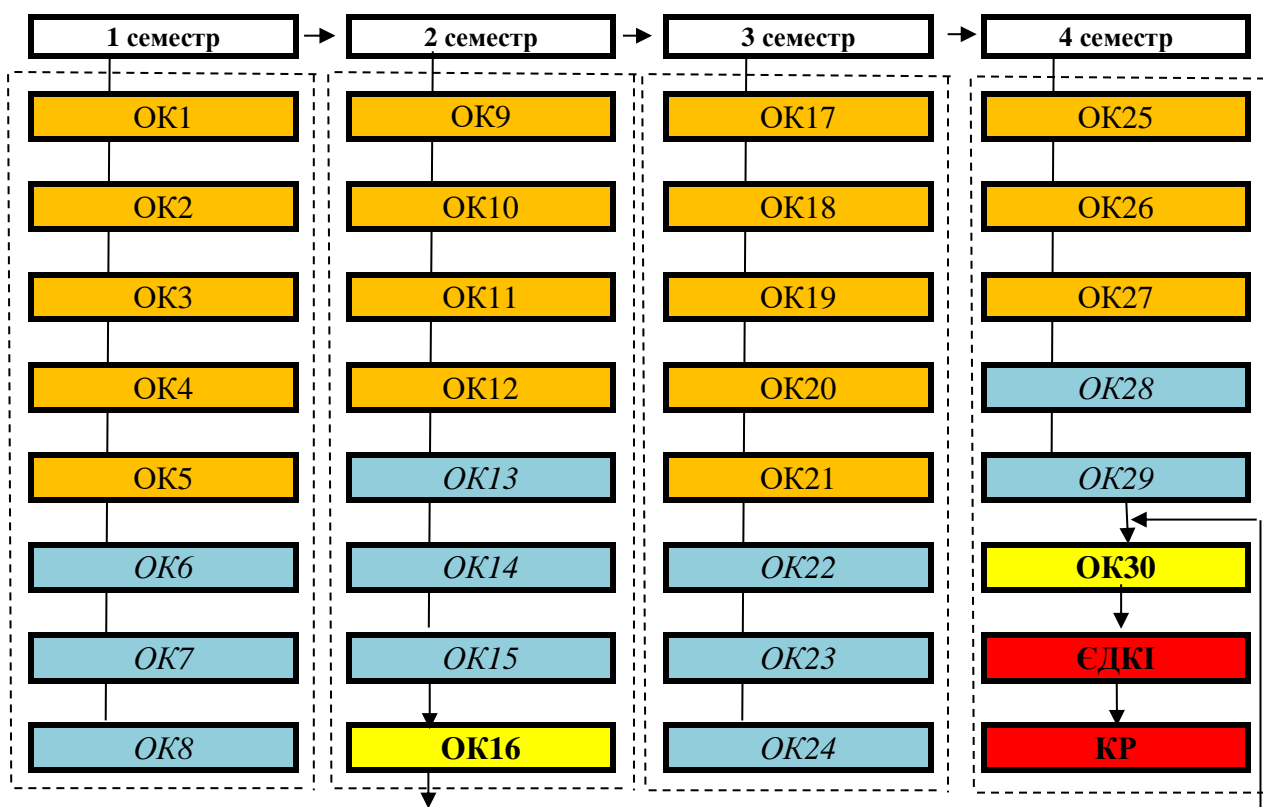 1 семестр 2 семестр 3 семестр 4 семестр
ОК1 ОК9 ОК17 ОК25
ОК2 ОК10 ОК18 ОК26
ОК3 ОК11 ОК19 ОК27
ОК4 ОК12 ОК20 ОК28
ОК5 ОК13 ОК21 ОК29
ОК6 ОК14 ОК22 ОК30
ОК7 ОК15 ОК23 ЄДКІ
ОК8 ОК16 ОК24 КР